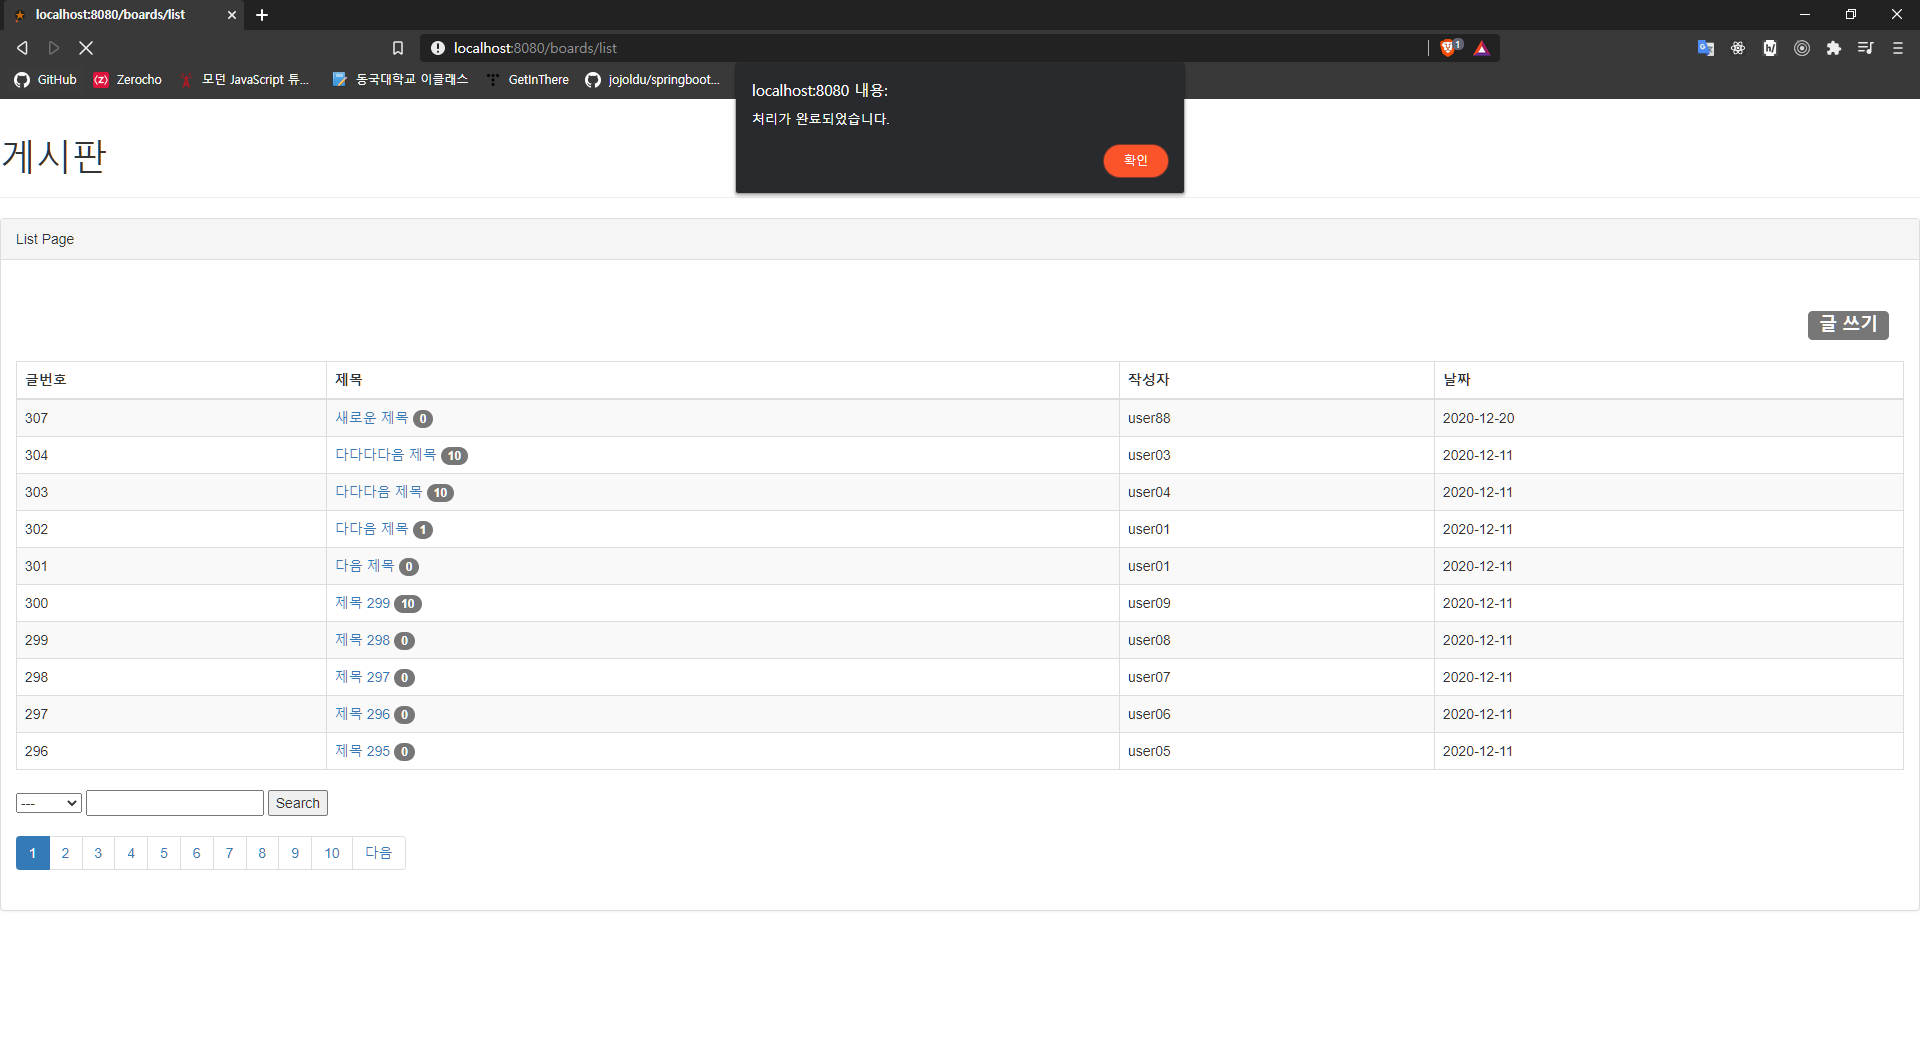 localhost:8080/boards/list
localhost:8080/boards/list
1
GitHub Zerocho 모던 JavaScript 튜... 동국대학교 이클래스 GetInThere jojoldu/springboot...
localhost:8080 내용:
처리가 완료되었습니다.
확인
게시판
List Page
글 쓰기
글번호 제목 작성자 날짜
307 새로운 제목 0 user88 2020-12-20
304 다다다다음 제목 10 user03 2020-12-11
303 다다다음 제목 10 user04 2020-12-11
302 다다음 제목 1 user01 2020-12-11
301 다음 제목 0 user01 2020-12-11
300 제목 299 10 user09 2020-12-11
299 제목 298 0 user08 2020-12-11
298 제목 297 0 user07 2020-12-11
297 제목 296 0 user06 2020-12-11
296 제목 295 0 user05 2020-12-11
--- Search
1 2 3 4 5 6 7 8 9 10 다음